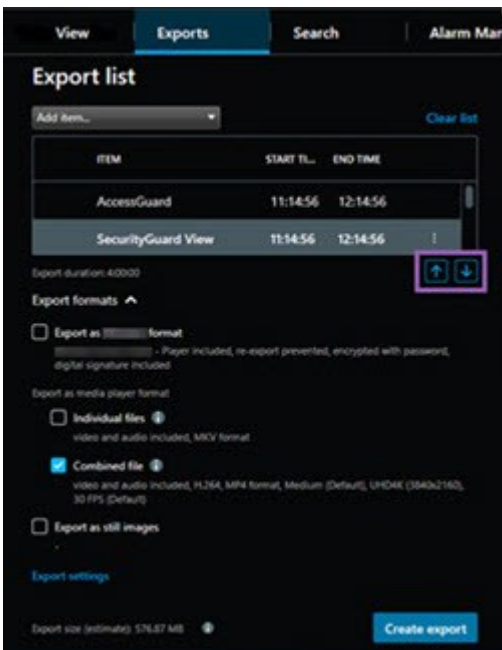 View Exports Search Alarm Mar
Export list
Add item...
Clear list
ITEM START TI... END TIME
AccessGuard 11:14:56 12:14:56
SecurityGuard View 11:14:56 12:14:56
Export duration: 4:00:00
Export formats
Export as format
- Player included, re-export prevented, encrypted with password,
digital signature included
Export as media player format
Individual files
video and audio included, MKV format
Combined file
video and audio included, H.264, MP4 format, Medium (Default), UHD4K (3840x2160),
30 FPS (Default)
Export as still images
-
Export settings
Export size (estimate): 576.87 MB
Create export